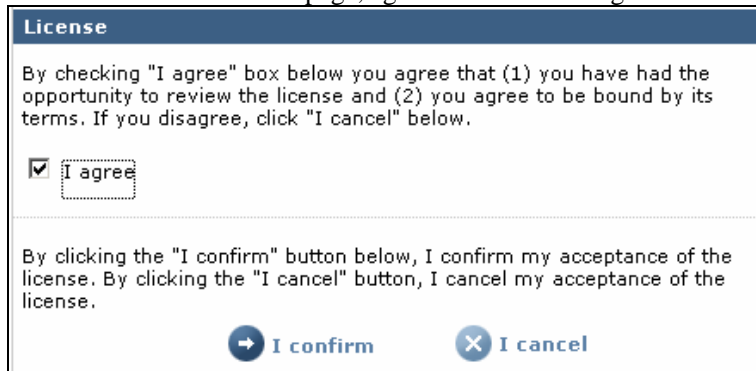 License
By checking "I agree" box below you agree that (1) you have had the
opportunity to review the license and (2) you agree to be bound by its
terms. If you disagree, click "I cancel" below.
I agree
By clicking the "I confirm" button below, I confirm my acceptance of the
license. By clicking the "I cancel" button, I cancel my acceptance of the
license.
I confirm I cancel